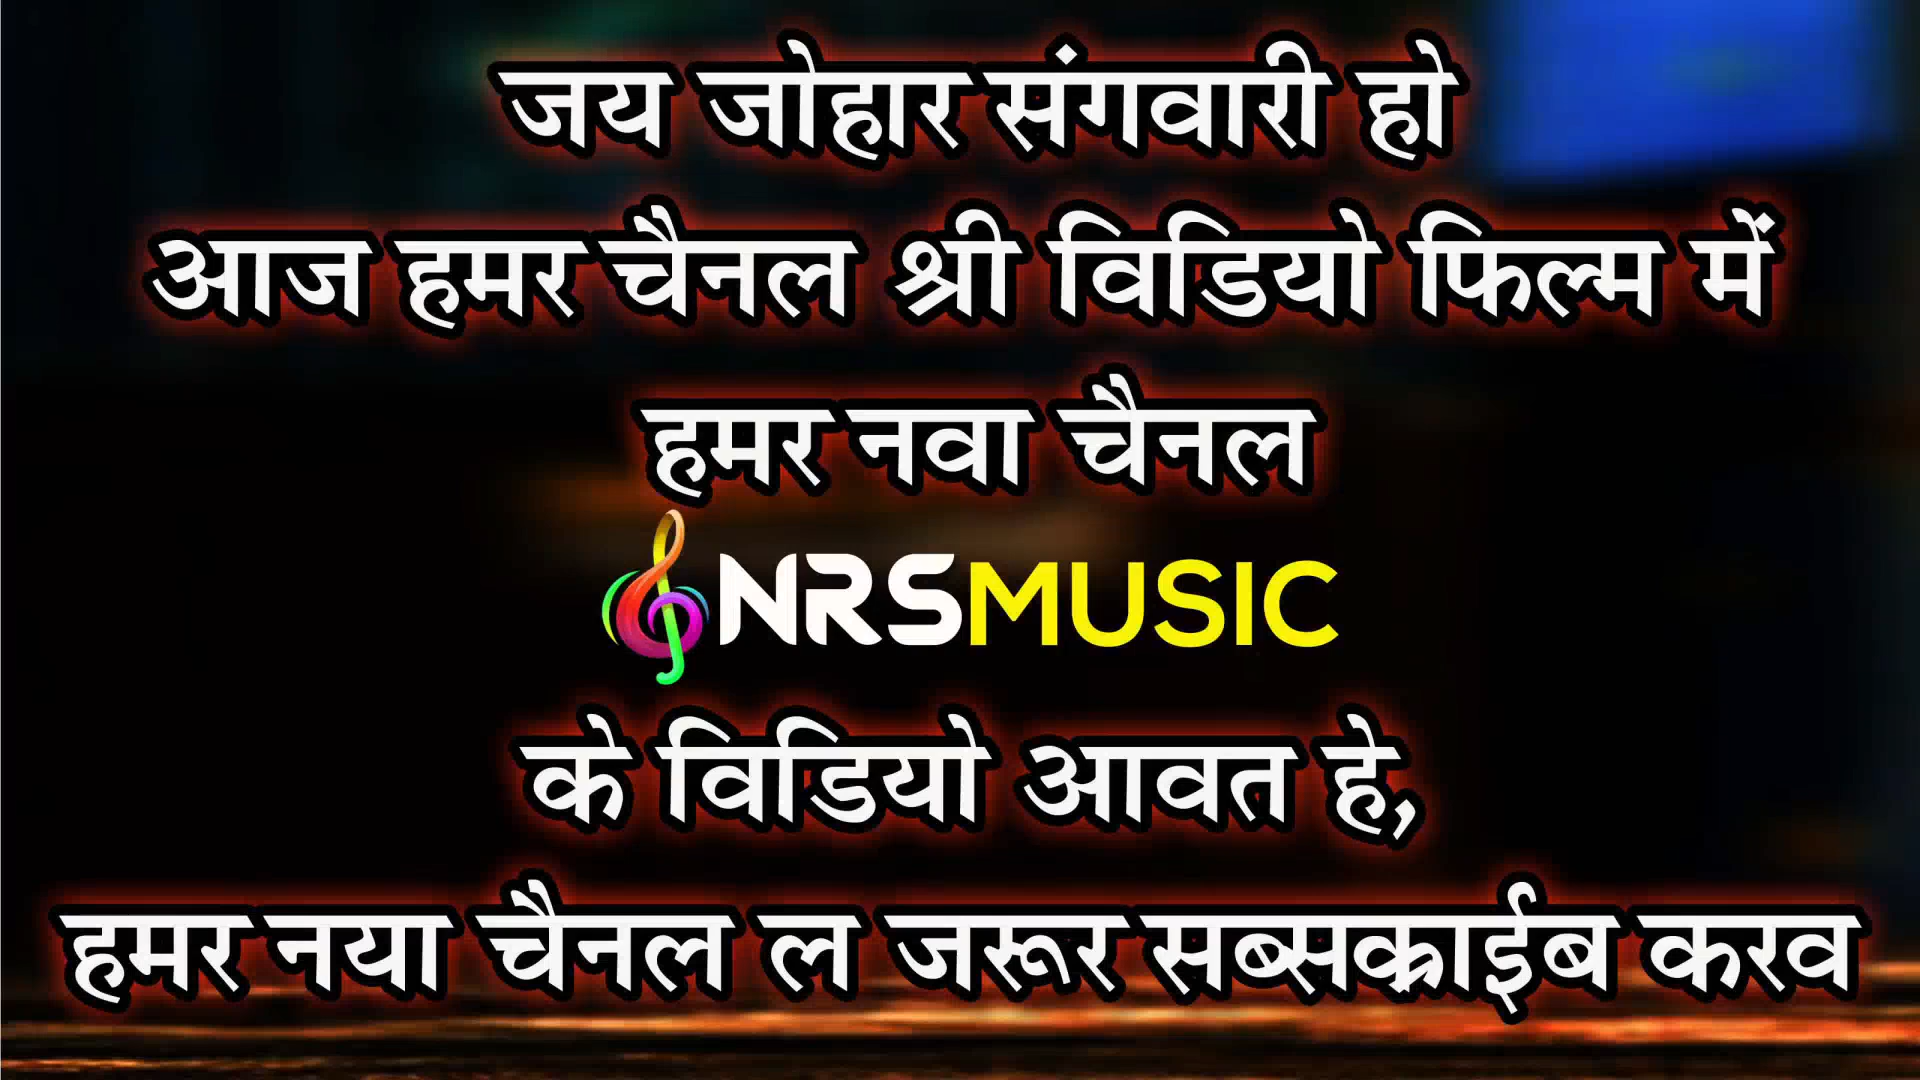 जय जोहार संगवारी हो
आज हमर चैनल श्री विडियो फिल्म में
हमर नवा चैनल
NRSMUSIC
के विडियो आवत हे,
हमर नया चैनल ल जरूर सब्सक्राईब करव